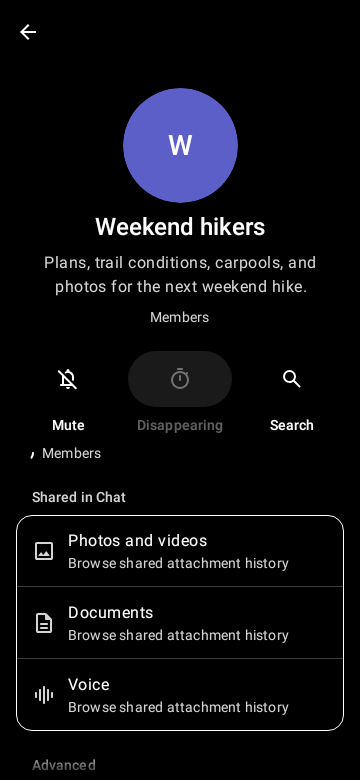 W
Weekend hikers
Plans, trail conditions, carpools, and
photos for the next weekend hike.
Members
Mute
Disappearing
Search
Members
Shared in Chat
Photos and videos
Browse shared attachment history
Documents
Browse shared attachment history
Voice
Browse shared attachment history
Advanced